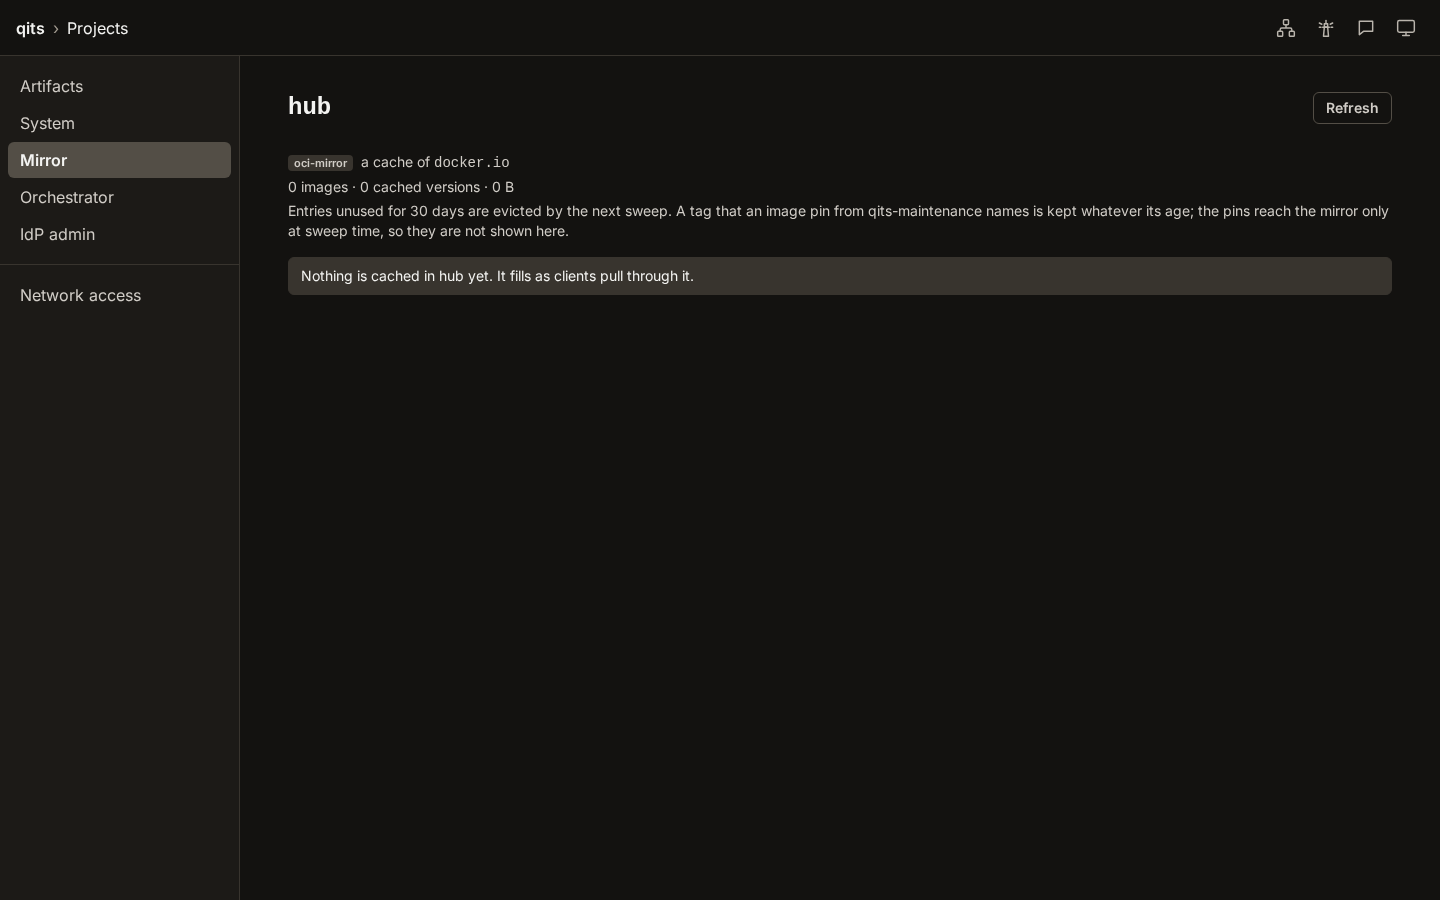 qits › Projects
Artifacts
System
Mirror
Orchestrator
IdP admin
Network access
hub
Refresh
oci-mirror a cache of docker.io
0 images · 0 cached versions · 0 B
Entries unused for 30 days are evicted by the next sweep. A tag that an image pin from qits-maintenance names is kept whatever its age; the pins reach the mirror only
at sweep time, so they are not shown here.
Nothing is cached in hub yet. It fills as clients pull through it.